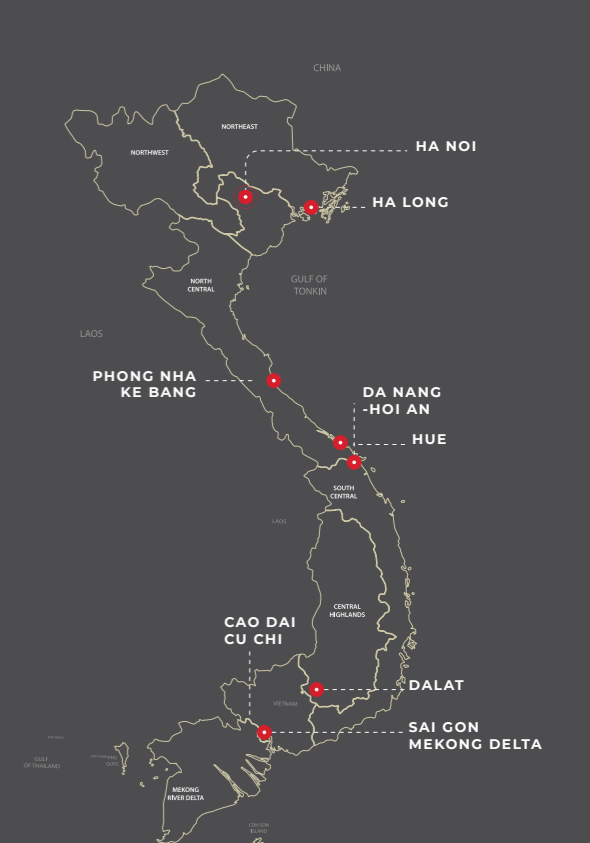 CHINA
NORTHEAST
HA NOI
NORTHWEST
HA LONG
GULF OF
TONKIN
NORTH
CENTRAL
LAOS
PHONG NHA
KE BANG
DA NANG
-HOI AN
HUE
SOUTH
CENTRAL
LAOS
CENTRAL
HIGHLANDS
CAO DAI
CU CHI
DALAT
VIETNAM
SAI GON
MEKONG DELTA
GULF
OF THAILAND
PHU
QUOC
MEKONG
RIVER DELTA
CON SON
ISLAND